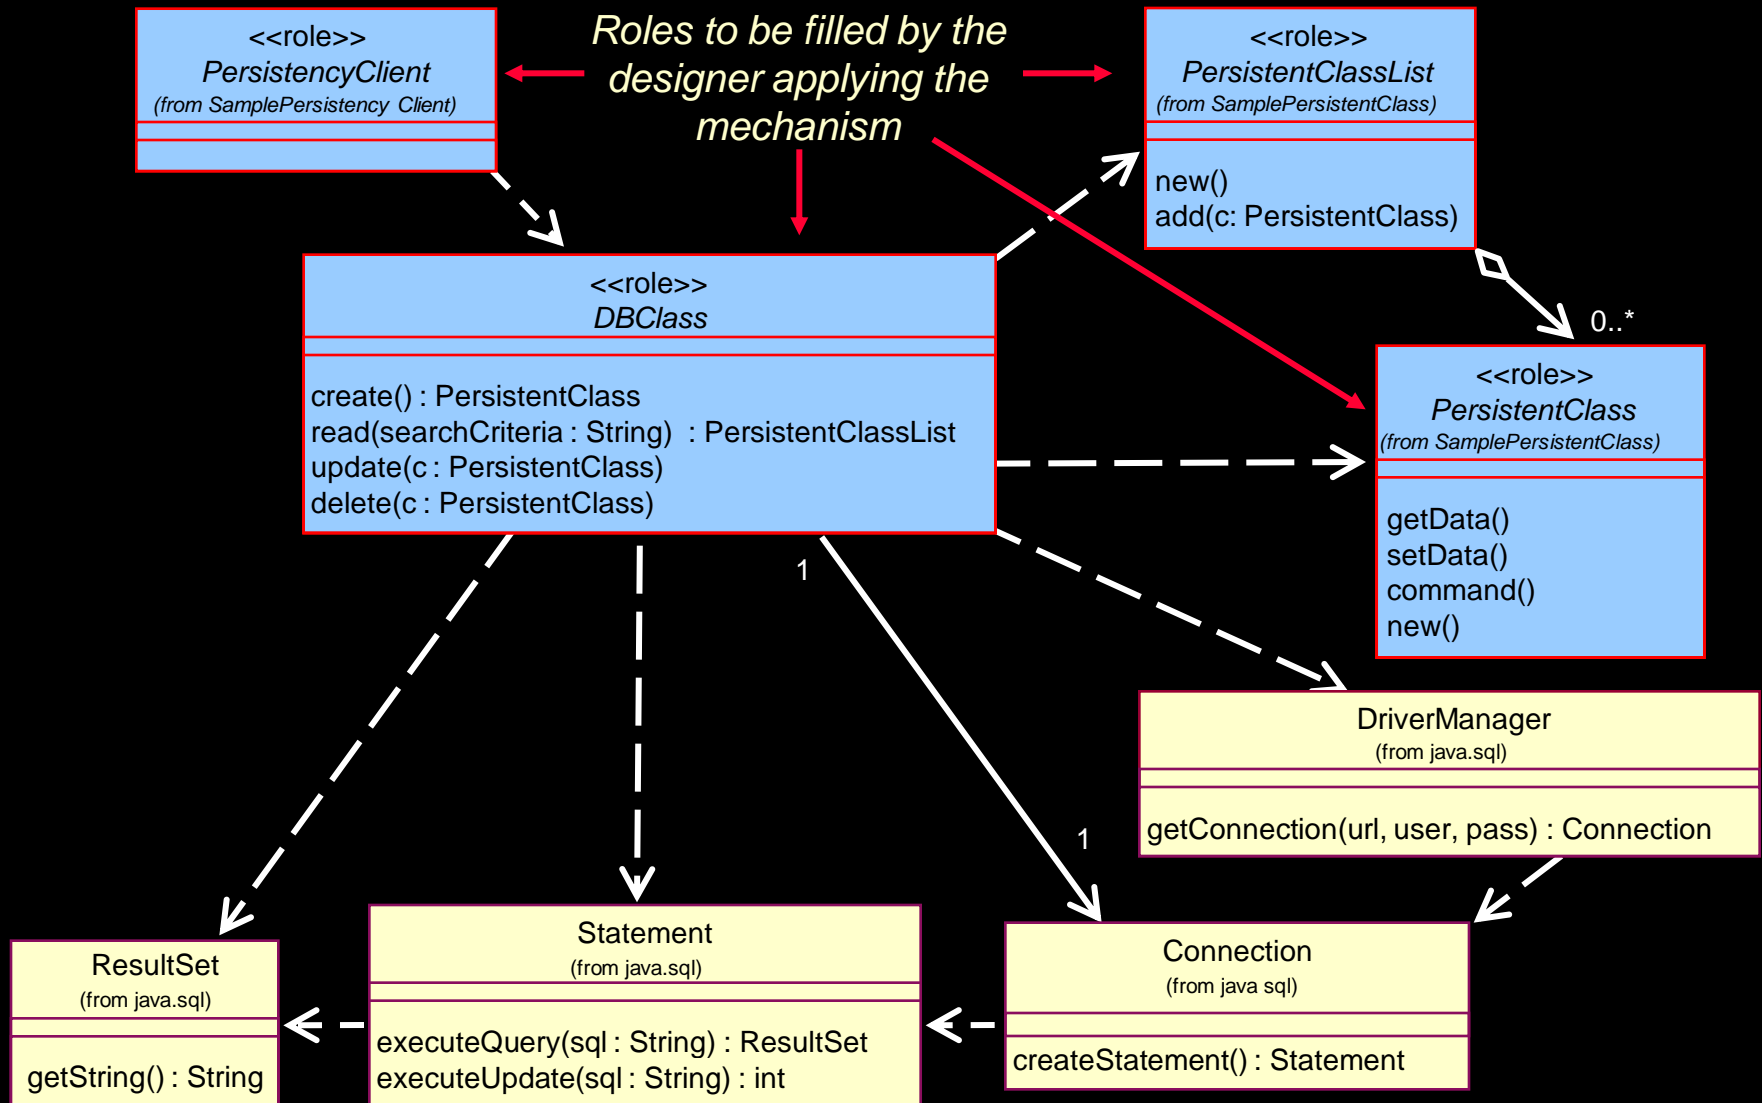 <<role>>
PersistencyClient
(from SamplePersistency Client)
Roles to be filled by the
designer applying the
mechanism
<<role>>
PersistentClassList
(from SamplePersistentClass)
new()
add(c: PersistentClass)
<<role>>
DBClass
create() : PersistentClass
read(searchCriteria : String) : PersistentClassList
update(c : PersistentClass)
delete(c : PersistentClass)
0..*
<<role>>
PersistentClass
(from SamplePersistentClass)
getData()
setData()
command()
new()
1
1
DriverManager
(from java.sql)
getConnection(url, user, pass) : Connection
ResultSet
(from java.sql)
getString() : String
Statement
(from java.sql)
executeQuery(sql : String) : ResultSet
executeUpdate(sql : String) : int
Connection
(from java sql)
createStatement() : Statement